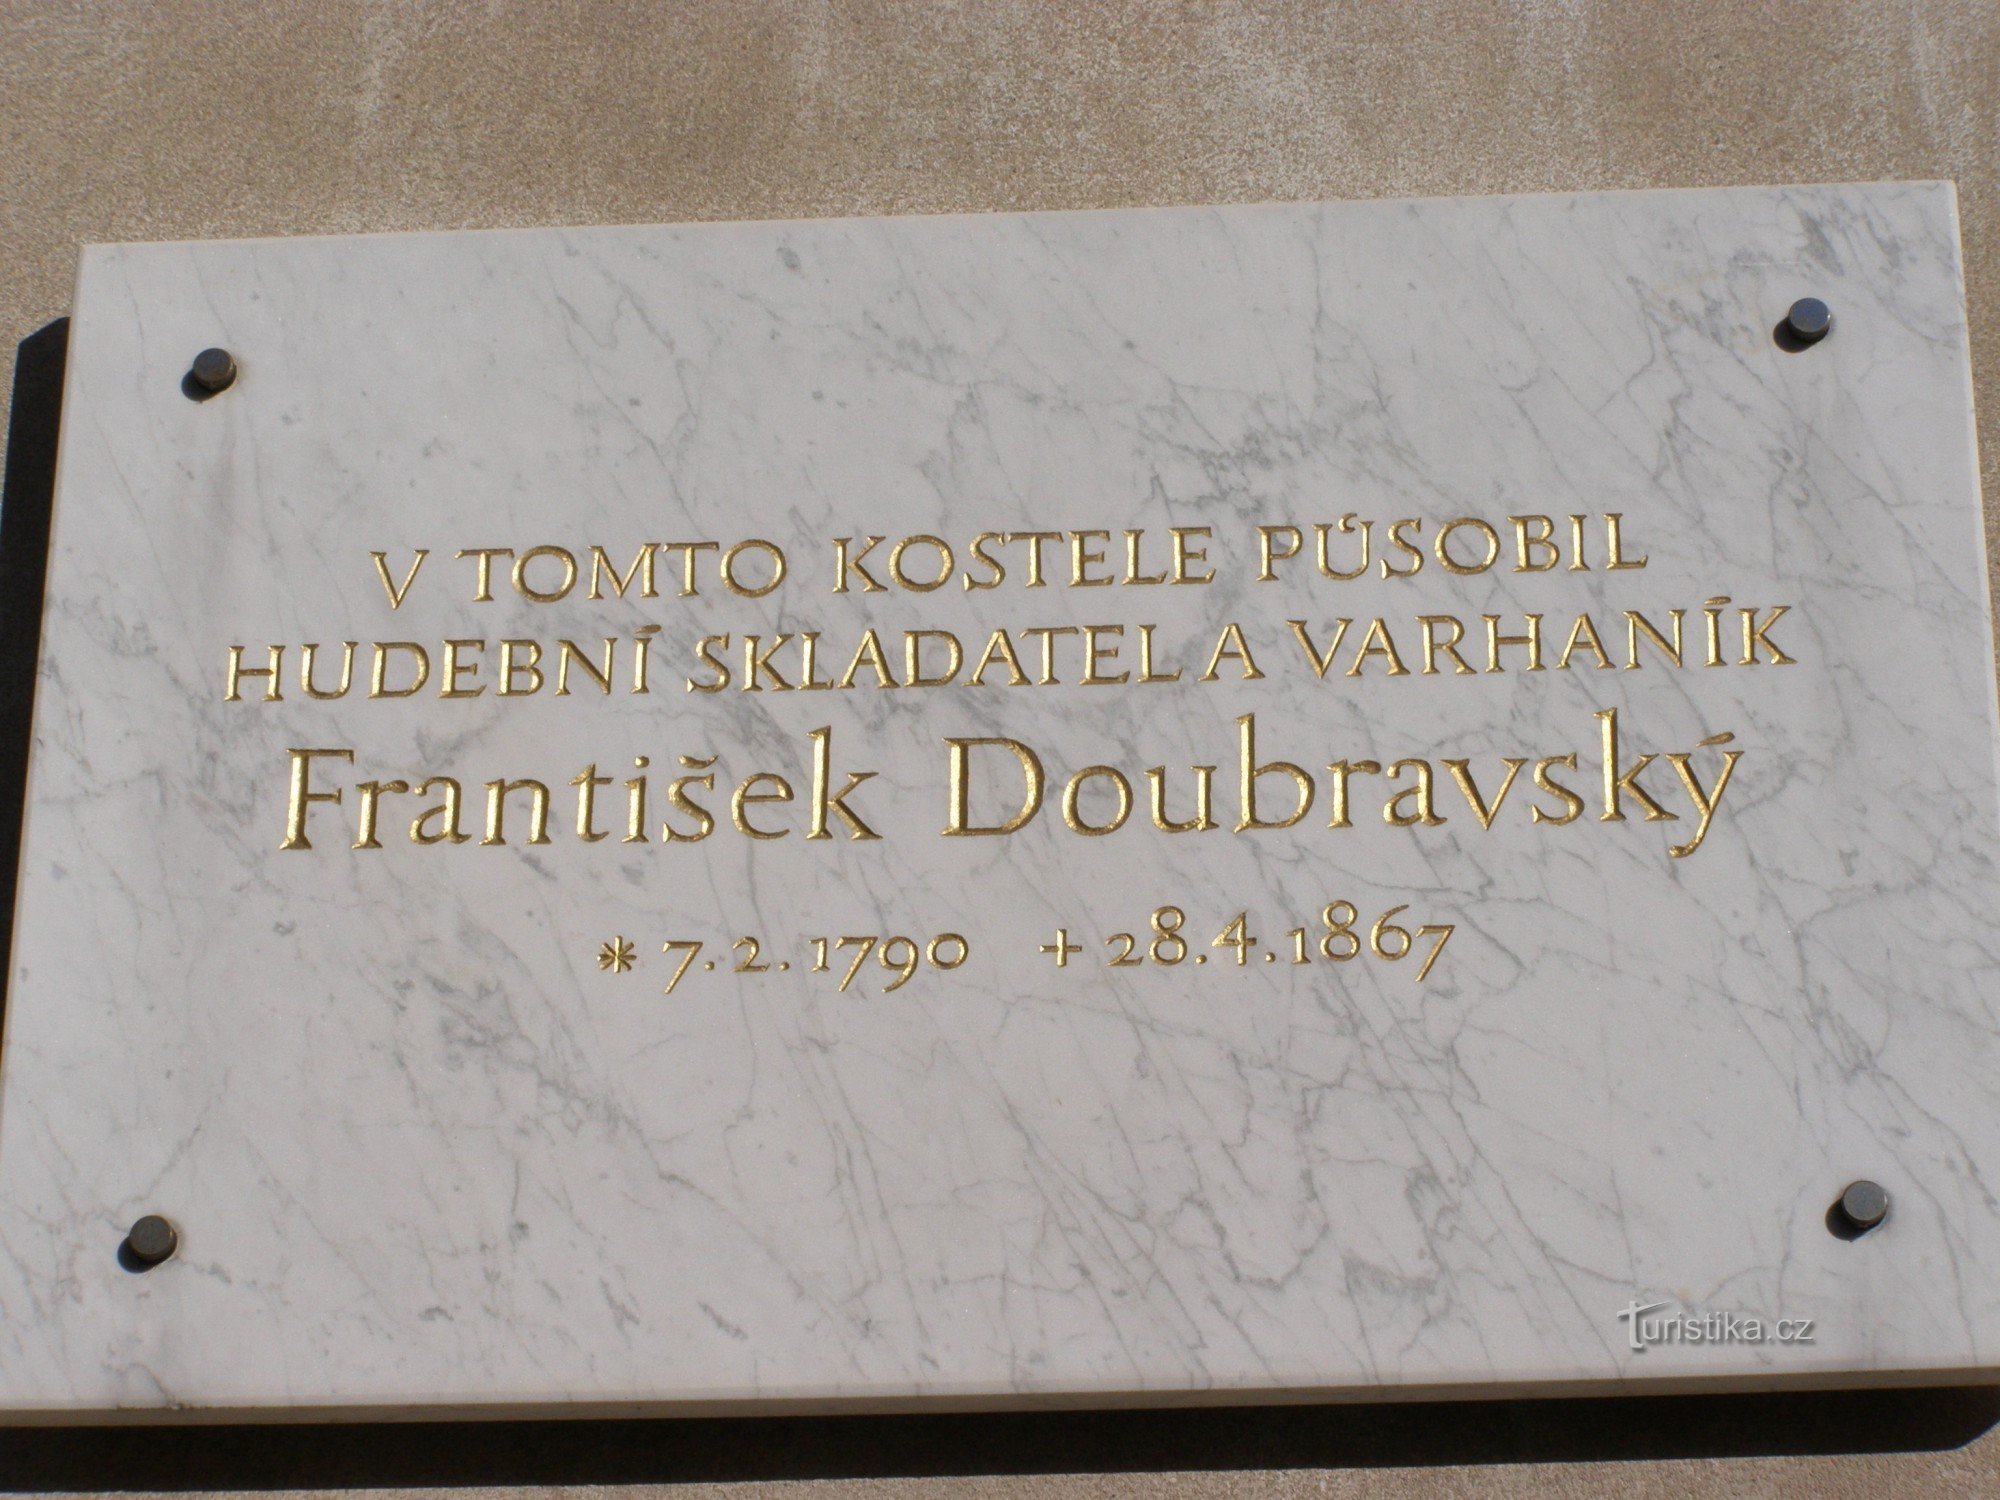 V TOMTO KOSTELE PŮSOBIL
HUDEBNÍ SKLADATEL A VARHANÍK
František Doubravský
* 7. 2. 1790 + 28. 4. 1867
Turistika.cz